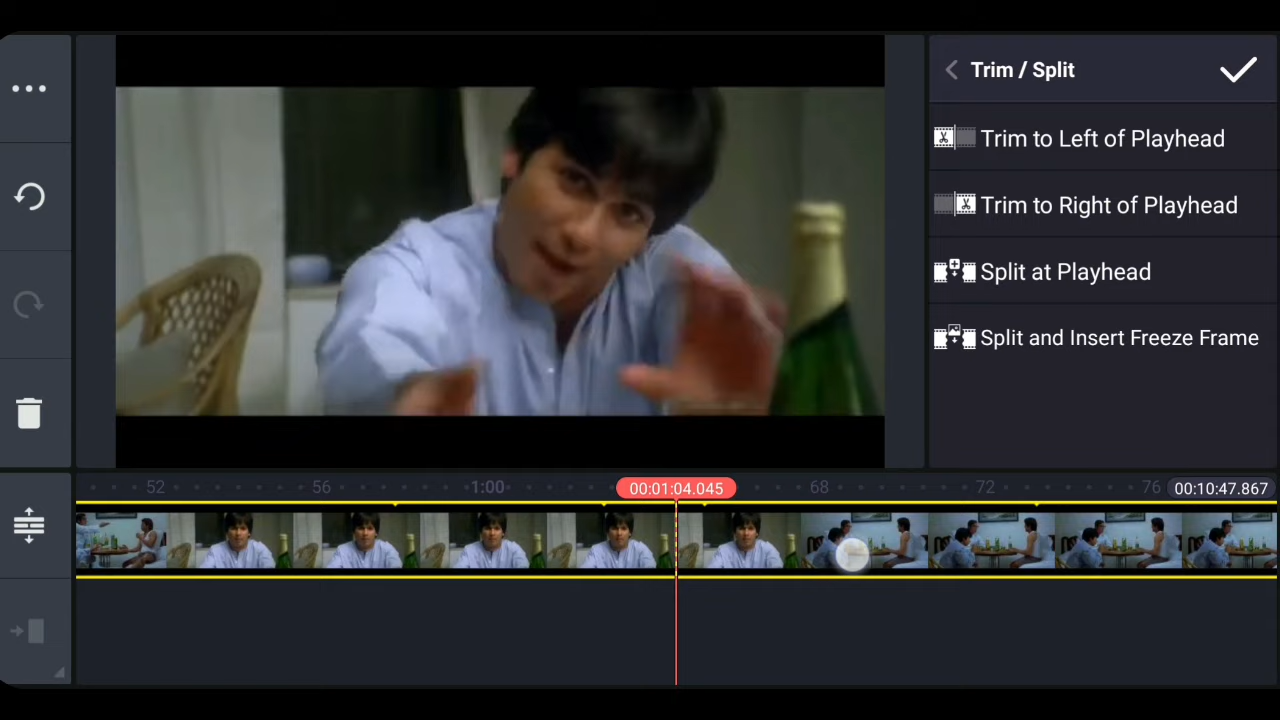 Trim / Split
Trim to Left of Playhead
Trim to Right of Playhead
Split at Playhead
Split and Insert Freeze Frame
52 56 1:00 00:01:04.045 68 72 76 00:10:47.867